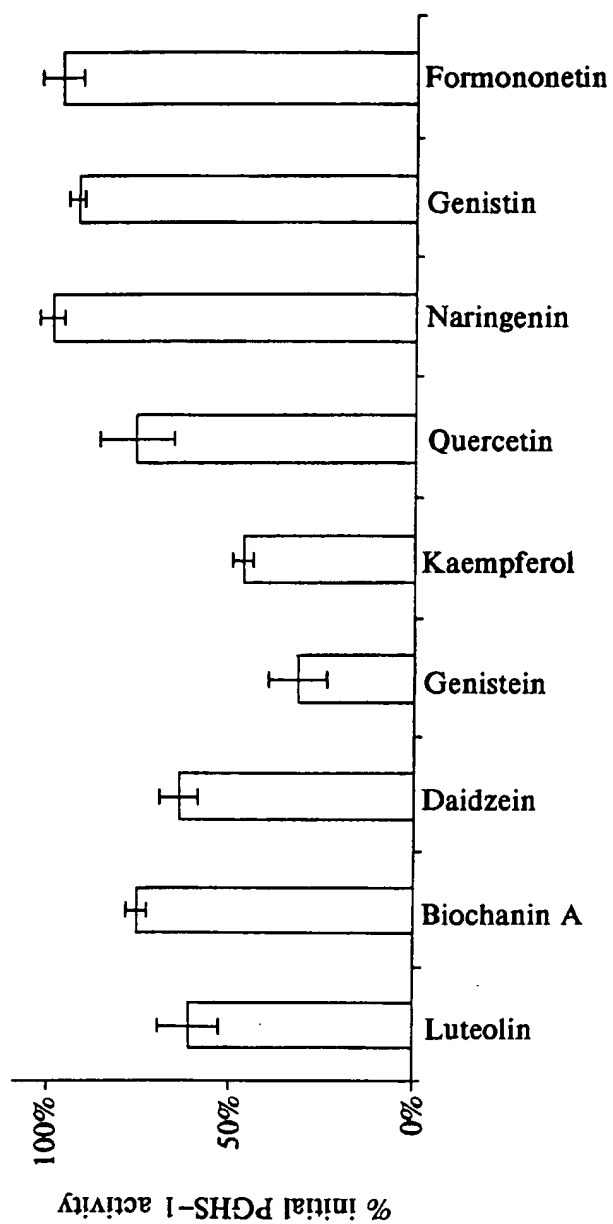 % initial PGHS-1 activity
100%
50%
0%
Luteolin
Biochanin A
Daidzein
Genistein
Kaempferol
Quercetin
Naringenin
Genistin
Formononetin